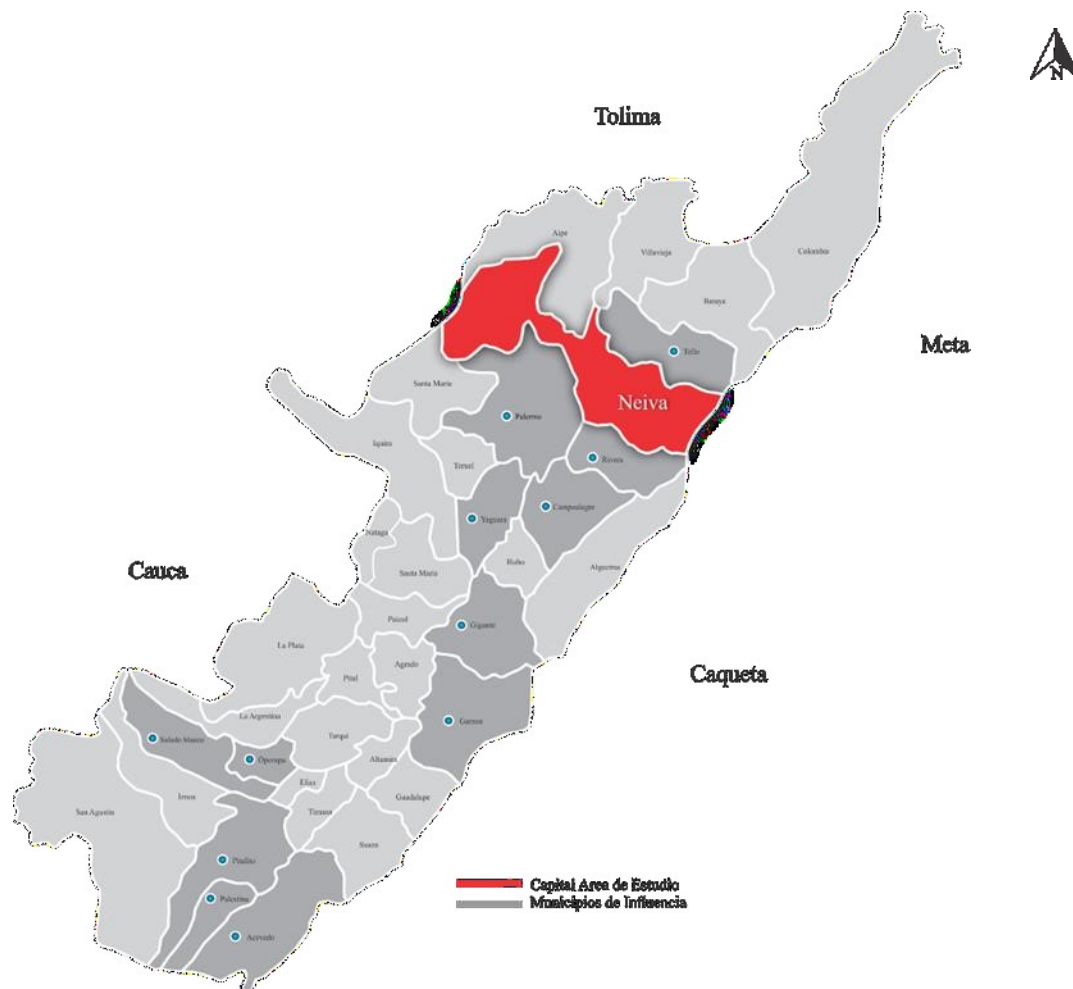 N
Tolima
Aipe
Villavieja
Colombia
Baraya
Meta
Tello
Santa Maria
Neiva
Palermo
Iquira
Rivera
Teruel
Campoalegre
Yaguara
Nataga
Hobo
Algeciras
Cauca
Santa Maria
Paicol
Gigante
La Plata
Agrado
Pital
Caqueta
La Argentina
Garzon
Tarqui
Salado Blanco
Oporapa
Altamira
Elias
Isnos
Guadalupe
San Agustin
Timana
Suaza
Pitalito
Capital Area de Estudio
Municipios de Influencia
Palestina
Acevedo